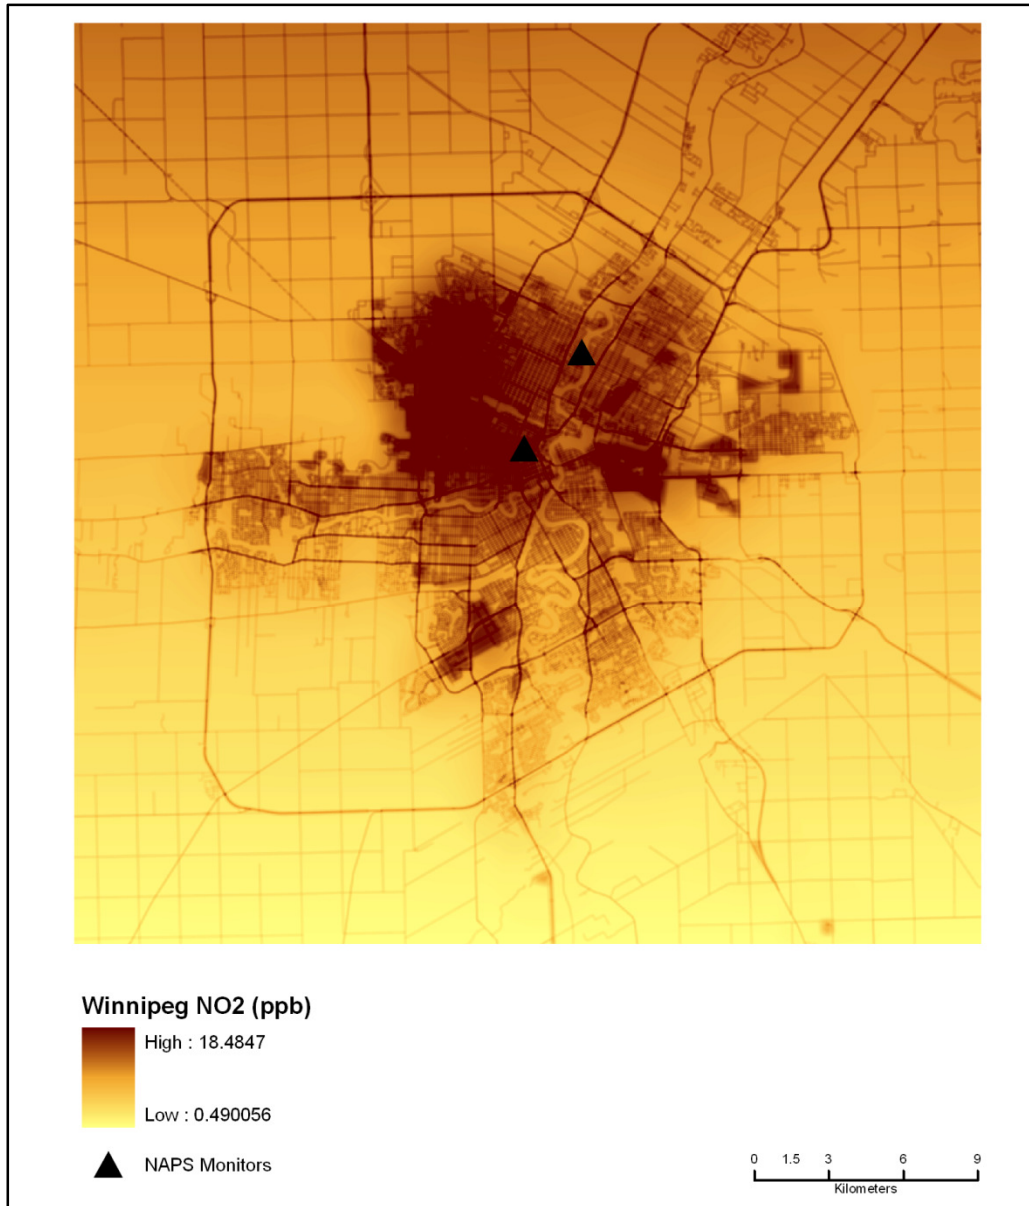 Winnipeg NO2 (ppb)
High : 18.4847
Low : 0.490056
NAPS Monitors
0 1.5 3 6 9
Kilometers